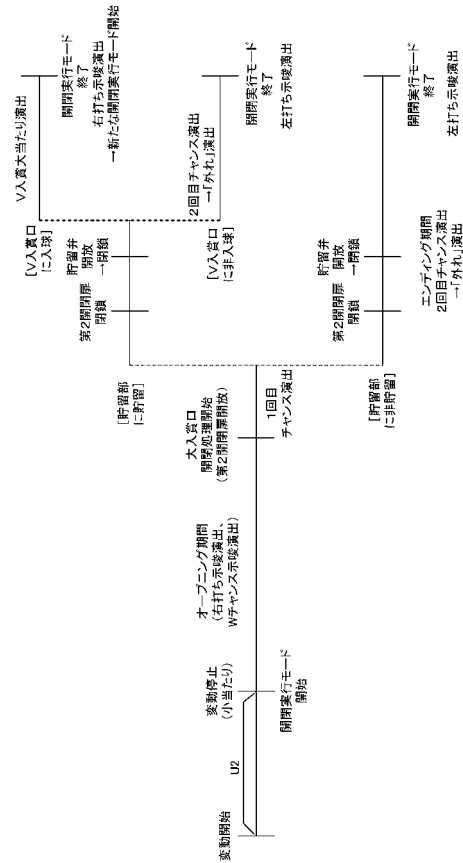 変動開始
U2
変動停止
(小当たり)
開閉実行モード
開始
オープニング期間
(右打ち示唆演出、
Wチャンス示唆演出)
大入賞口
開閉処理開始
(第2開閉扉開放)
1回目
チャンス演出
[貯留部
に貯留]
第2開閉扉
閉鎖
貯留弁
開放
→閉鎖
[V入賞口
に入球]
V入賞大当たり演出
開閉実行モード
終了
右打ち示唆演出
→新たな開閉実行モード開始
[V入賞口
に非入球]
2回目チャンス演出
→「外れ」演出
開閉実行モード
終了
左打ち示唆演出
[貯留部
に非貯留]
第2開閉扉
閉鎖
貯留弁
開放
→閉鎖
エンディング期間
2回目チャンス演出
→「外れ」演出
開閉実行モード
終了
左打ち示唆演出